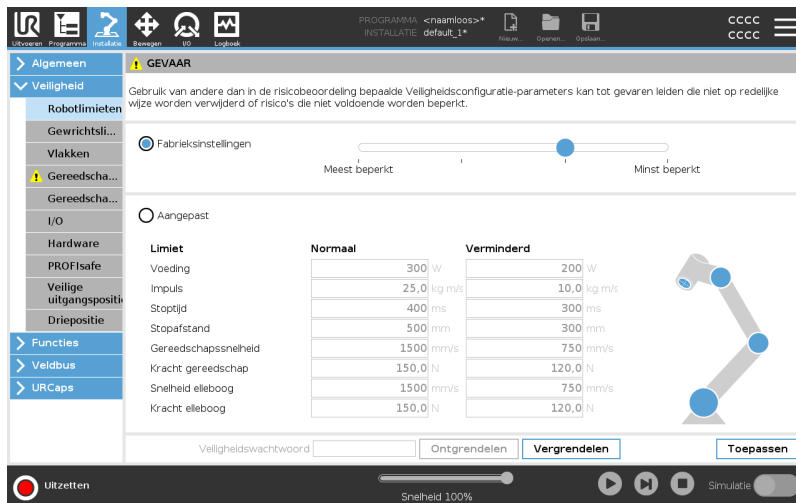 UR
Uitvoeren Programma Installatie Bewegen I/O Logboek
PROGRAMMA <naamloos>*
INSTALLATIE default_1*
Nieuw... Openen... Opslaan...
cccc
cccc
Algemeen
Veiligheid
Robotlimieten
Gewrichtsli...
Vlakken
Gereedscha...
Gereedscha...
I/O
Hardware
PROFIsafe
Veilige
uitgangspositi
Driepositie
Functies
Veldbus
URCaps
GEVAAR
Gebruik van andere dan in de risicobeoordeling bepaalde Veiligheidsconfiguratie-parameters kan tot gevaren leiden die niet op redelijke
wijze worden verwijderd of risico's die niet voldoende worden beperkt.
Fabrieksinstellingen
Meest beperkt Minst beperkt
Aangepast
Limiet Normaal Verminderd
Voeding 300 W 200 W
Impuls 25,0 kg m/s 10,0 kg m/s
Stoptijd 400 ms 300 ms
Stopafstand 500 mm 300 mm
Gereedschapssnelheid 1500 mm/s 750 mm/s
Kracht gereedschap 150,0 N 120,0 N
Snelheid elleboog 1500 mm/s 750 mm/s
Kracht elleboog 150,0 N 120,0 N
Veiligheidswachtwoord Ontgrendelen Vergrendelen Toepassen
Uitzetten
Snelheid 100%
Simulatie